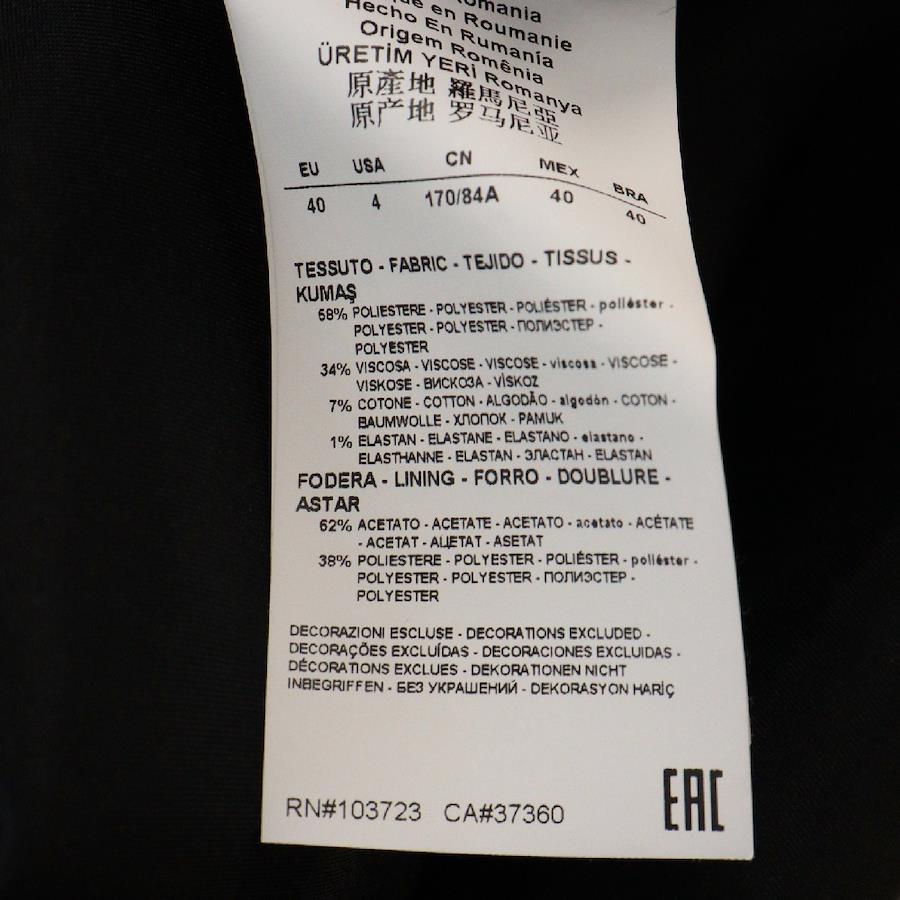 Romania
en Roumanie
Hecho En Rumanía
Origem Romênia
ÜRETİM YERİ Romanya
原產地 羅馬尼亞
原产地 罗马尼亚
EU USA CN MEX BRA
40 4 170/84A 40 40
TESSUTO - FABRIC - TEJIDO - TISSUS -
KUMAŞ
58% POLIESTERE - POLYESTER - POLIÉSTER - poliéster -
POLYESTER - POLYESTER - ПОЛИЭСТЕР -
POLYESTER
34% VISCOSA - VISCOSE - VISCOSE - viscosa - VISCOSE -
VISKOSE - ВИСКОЗА - VİSKOZ
7% COTONE - COTTON - ALGODÃO - algodón - COTON -
BAUMWOLLE - ХЛОПОК - PAMUK
1% ELASTAN - ELASTANE - ELASTANO - elastano -
ELASTHANNE - ELASTAN - ЭЛАСТАН - ELASTAN
FODERA - LINING - FORRO - DOUBLURE -
ASTAR
62% ACETATO - ACETATE - ACETATO - acetato - ACÉTATE
- ACETAT - АЦЕТАТ - ASETAT
38% POLIESTERE - POLYESTER - POLIÉSTER - poliéster -
POLYESTER - POLYESTER - ПОЛИЭСТЕР -
POLYESTER
DECORAZIONI ESCLUSE - DECORATIONS EXCLUDED -
DECORAÇÕES EXCLUÍDAS - DECORACIONES EXCLUIDAS -
DÉCORATIONS EXCLUES - DEKORATIONEN NICHT
INBEGRIFFEN - БЕЗ УКРАШЕНИЙ - DEKORASYON HARİÇ
RN#103723 CA#37360
EAC